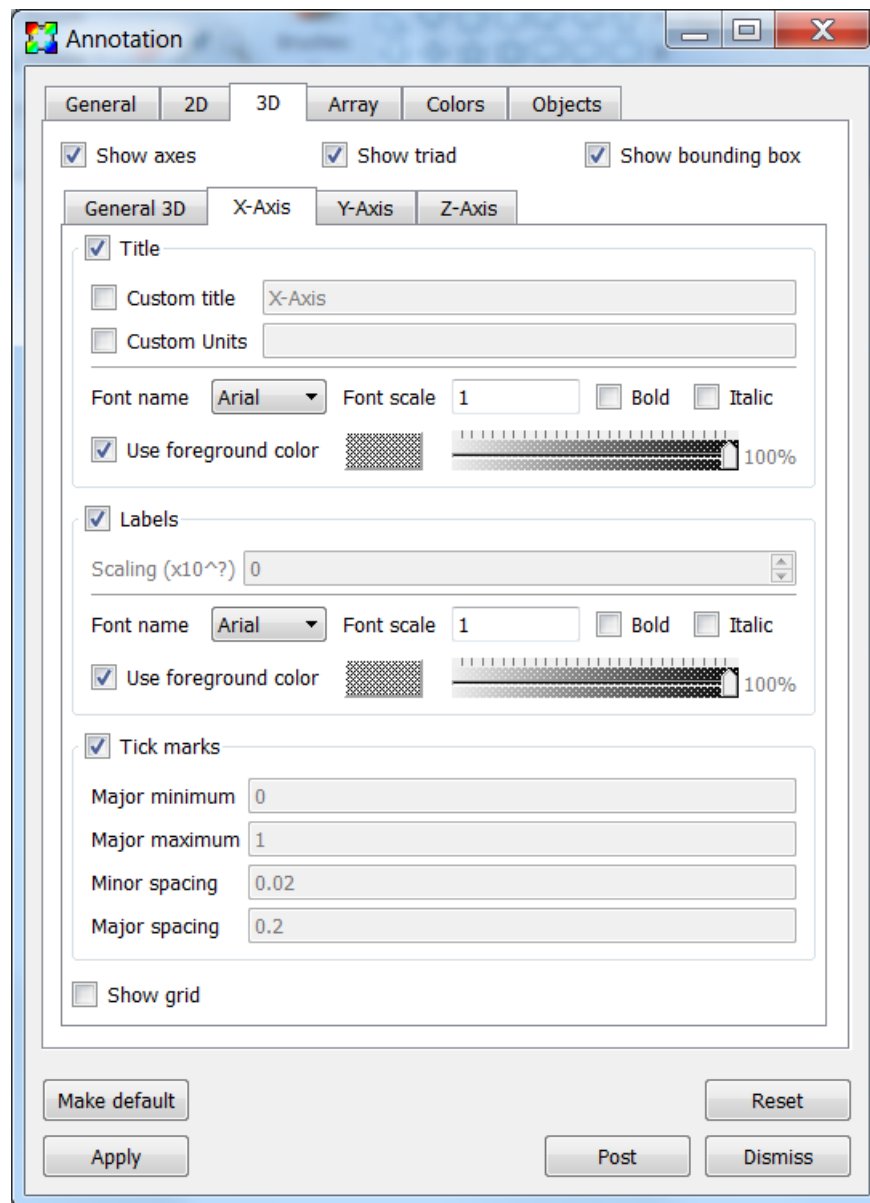 Annotation
General 2D 3D Array Colors Objects
Show axes Show triad Show bounding box
General 3D X-Axis Y-Axis Z-Axis
Title
Custom title X-Axis
Custom Units
Font name Arial Font scale 1 Bold Italic
Use foreground color 100%
Labels
Scaling (x10^?) 0
Font name Arial Font scale 1 Bold Italic
Use foreground color 100%
Tick marks
Major minimum 0
Major maximum 1
Minor spacing 0.02
Major spacing 0.2
Show grid
Make default Reset
Apply Post Dismiss